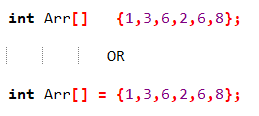 int Arr[] {1,3,6,2,6,8};
OR
int Arr[] = {1,3,6,2,6,8};